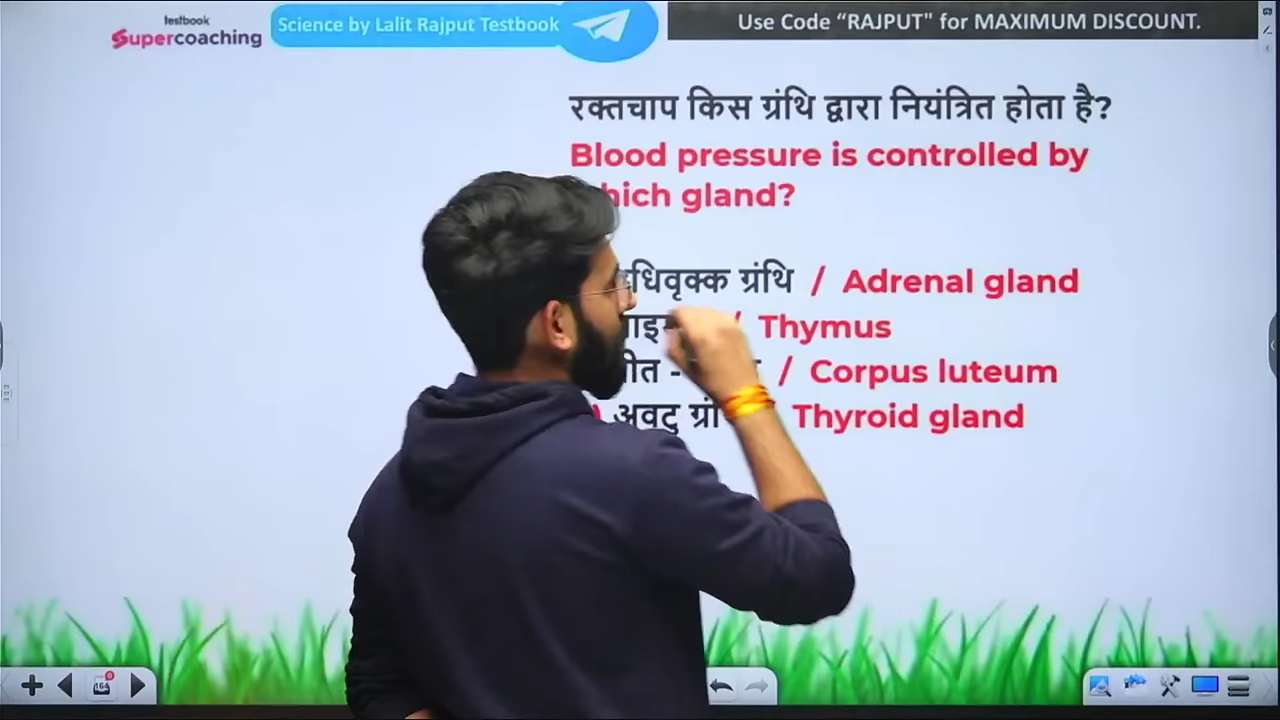 testbook
Supercoaching
Science by Lalit Rajput Testbook
Use Code “RAJPUT" for MAXIMUM DISCOUNT.
रक्तचाप किस ग्रंथि द्वारा नियंत्रित होता है?
Blood pressure is controlled by
gland?
ग्रंथि / Adrenal gland
/ Thymus
/ Corpus luteum
अवटु Thyroid gland
164